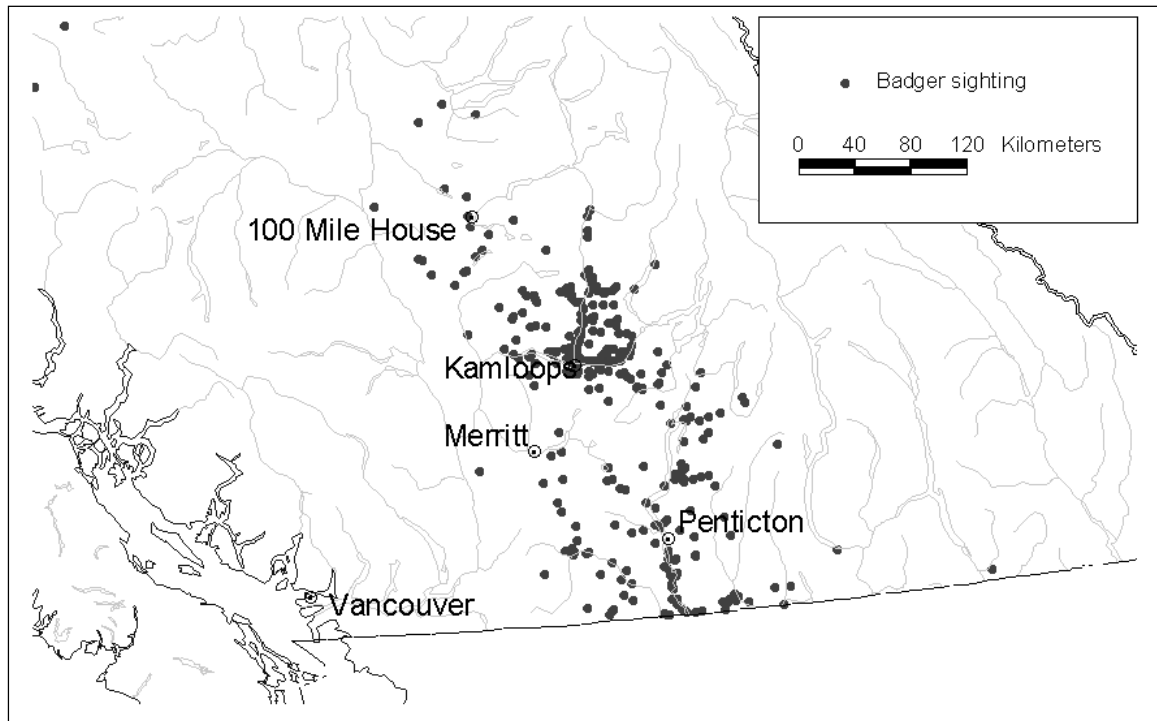 Badger sighting
0 40 80 120 Kilometers
100 Mile House
Kamloops
Merritt
Penticton
Vancouver